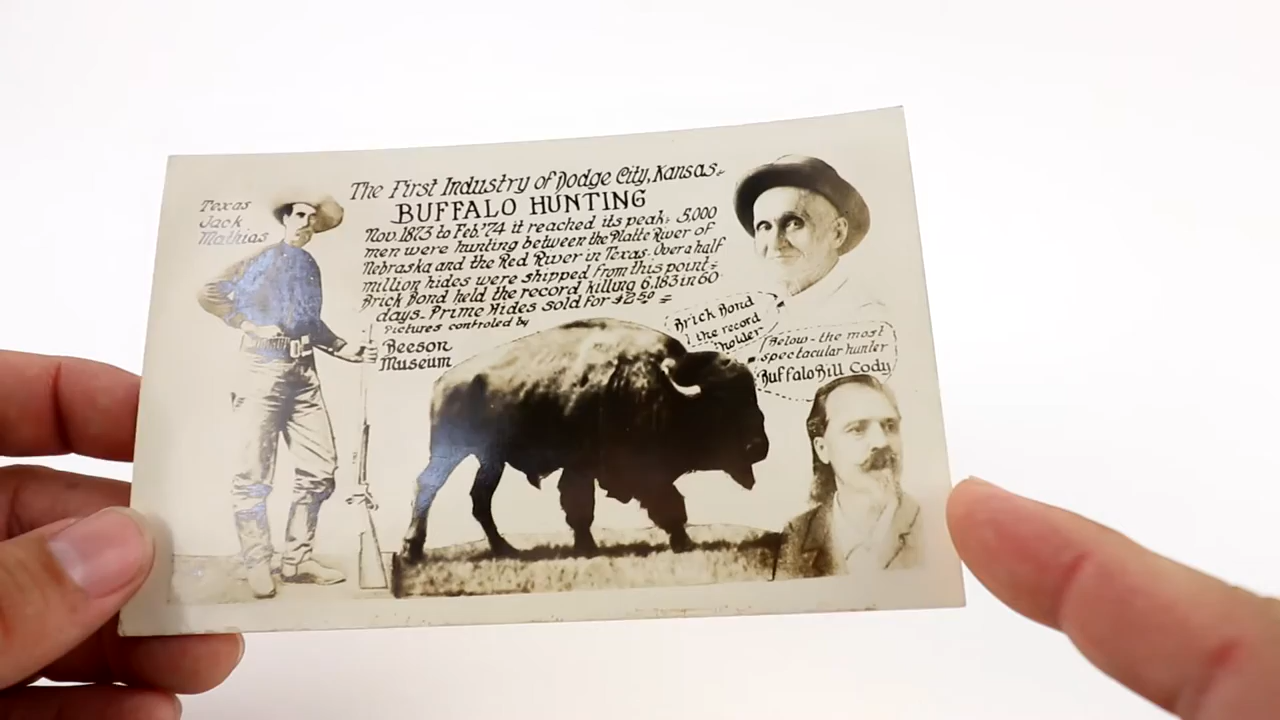 The First Industry of Dodge City, Kansas.
BUFFALO HUNTING
Nov. 1873 to Feb '74 it reached its peak; 5,000
men were hunting between the Platte River of
Nebraska and the Red River in Texas. Over a half
million hides were shipped from this point;
Brick Bond held the record killing 6,183 in 60
days. Prime Hides sold for $2.50
Pictures controled by
Beeson
Museum
Texas
Jack
Mathias
Brick Bond
the record
holder
Below - the most
spectacular hunter
Buffalo Bill Cody